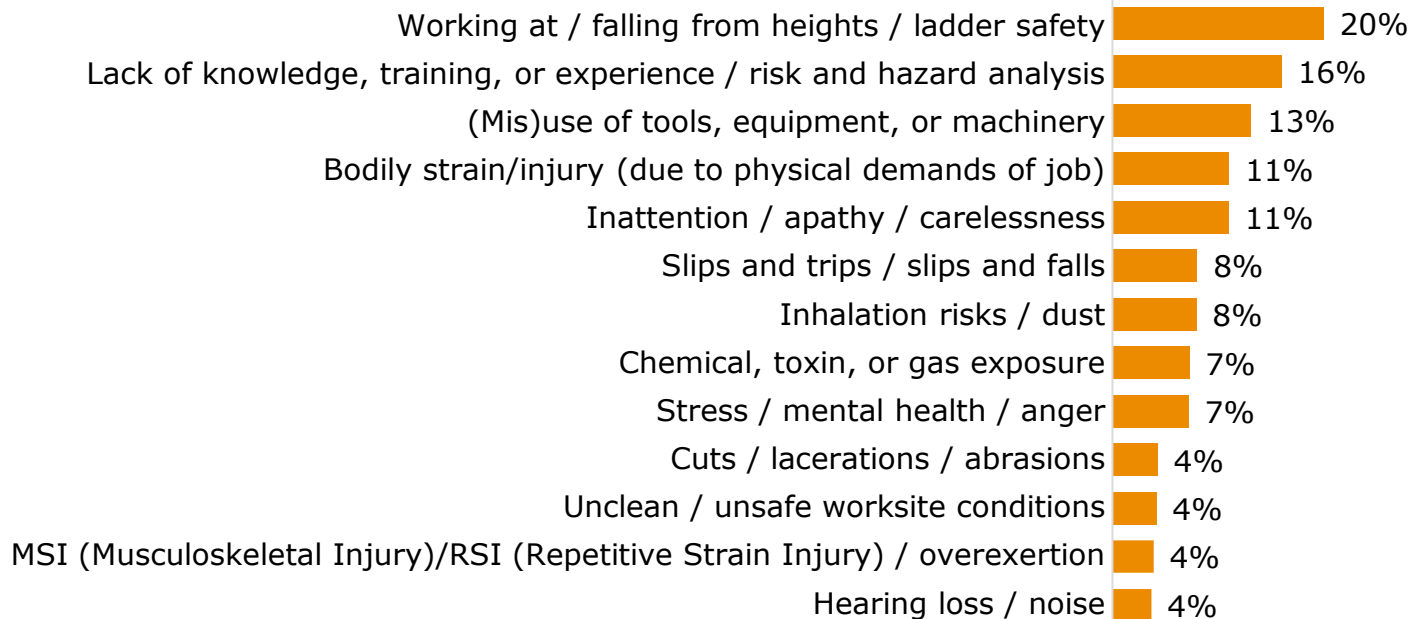 Working at / falling from heights / ladder safety 20%
Lack of knowledge, training, or experience / risk and hazard analysis 16%
(Mis)use of tools, equipment, or machinery 13%
Bodily strain/injury (due to physical demands of job) 11%
Inattention / apathy / carelessness 11%
Slips and trips / slips and falls 8%
Inhalation risks / dust 8%
Chemical, toxin, or gas exposure 7%
Stress / mental health / anger 7%
Cuts / lacerations / abrasions 4%
Unclean / unsafe worksite conditions 4%
MSI (Musculoskeletal Injury)/RSI (Repetitive Strain Injury) / overexertion 4%
Hearing loss / noise 4%